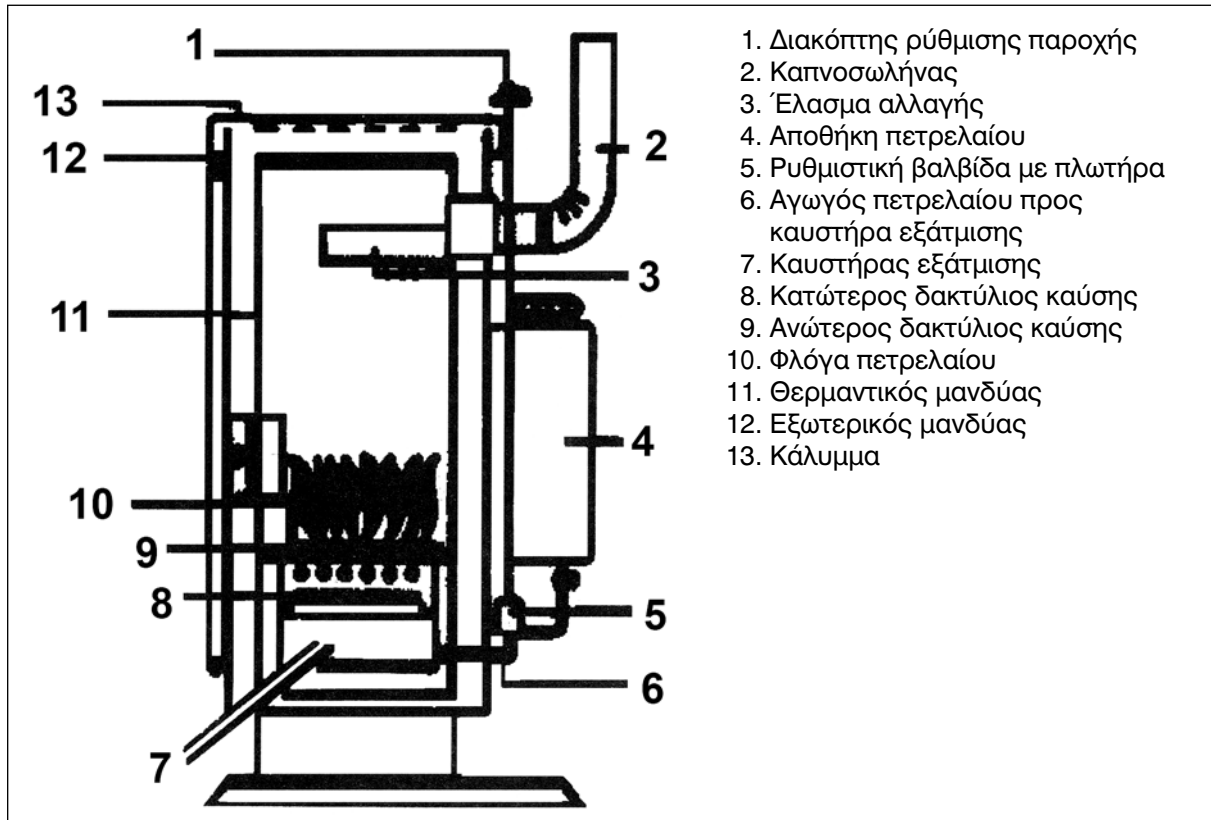 1
13
12
2
3
11
4
10
9
8
5
6
7
1. Διακόπτης ρύθμισης παροχής
2. Καπνοσωλήνας
3. Έλασμα αλλαγής
4. Αποθήκη πετρελαίου
5. Ρυθμιστική βαλβίδα με πλωτήρα
6. Αγωγός πετρελαίου προς
καυστήρα εξάτμισης
7. Καυστήρας εξάτμισης
8. Κατώτερος δακτύλιος καύσης
9. Ανώτερος δακτύλιος καύσης
10. Φλόγα πετρελαίου
11. Θερμαντικός μανδύας
12. Εξωτερικός μανδύας
13. Κάλυμμα